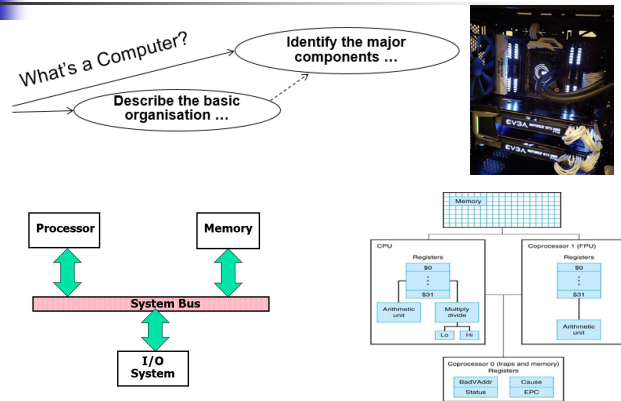 What's a Computer?
Identify the major
components ...
Describe the basic
organisation ...
EVGA
EVGA
Processor
Memory
System Bus
I/O
System
Memory
CPU
Registers
$0
⋮
$31
Arithmetic
unit
Multiply
divide
Lo
Hi
Coprocessor 1 (FPU)
Registers
$0
⋮
$31
Arithmetic
unit
Coprocessor 0 (traps and memory)
Registers
BadVAddr
Cause
Status
EPC